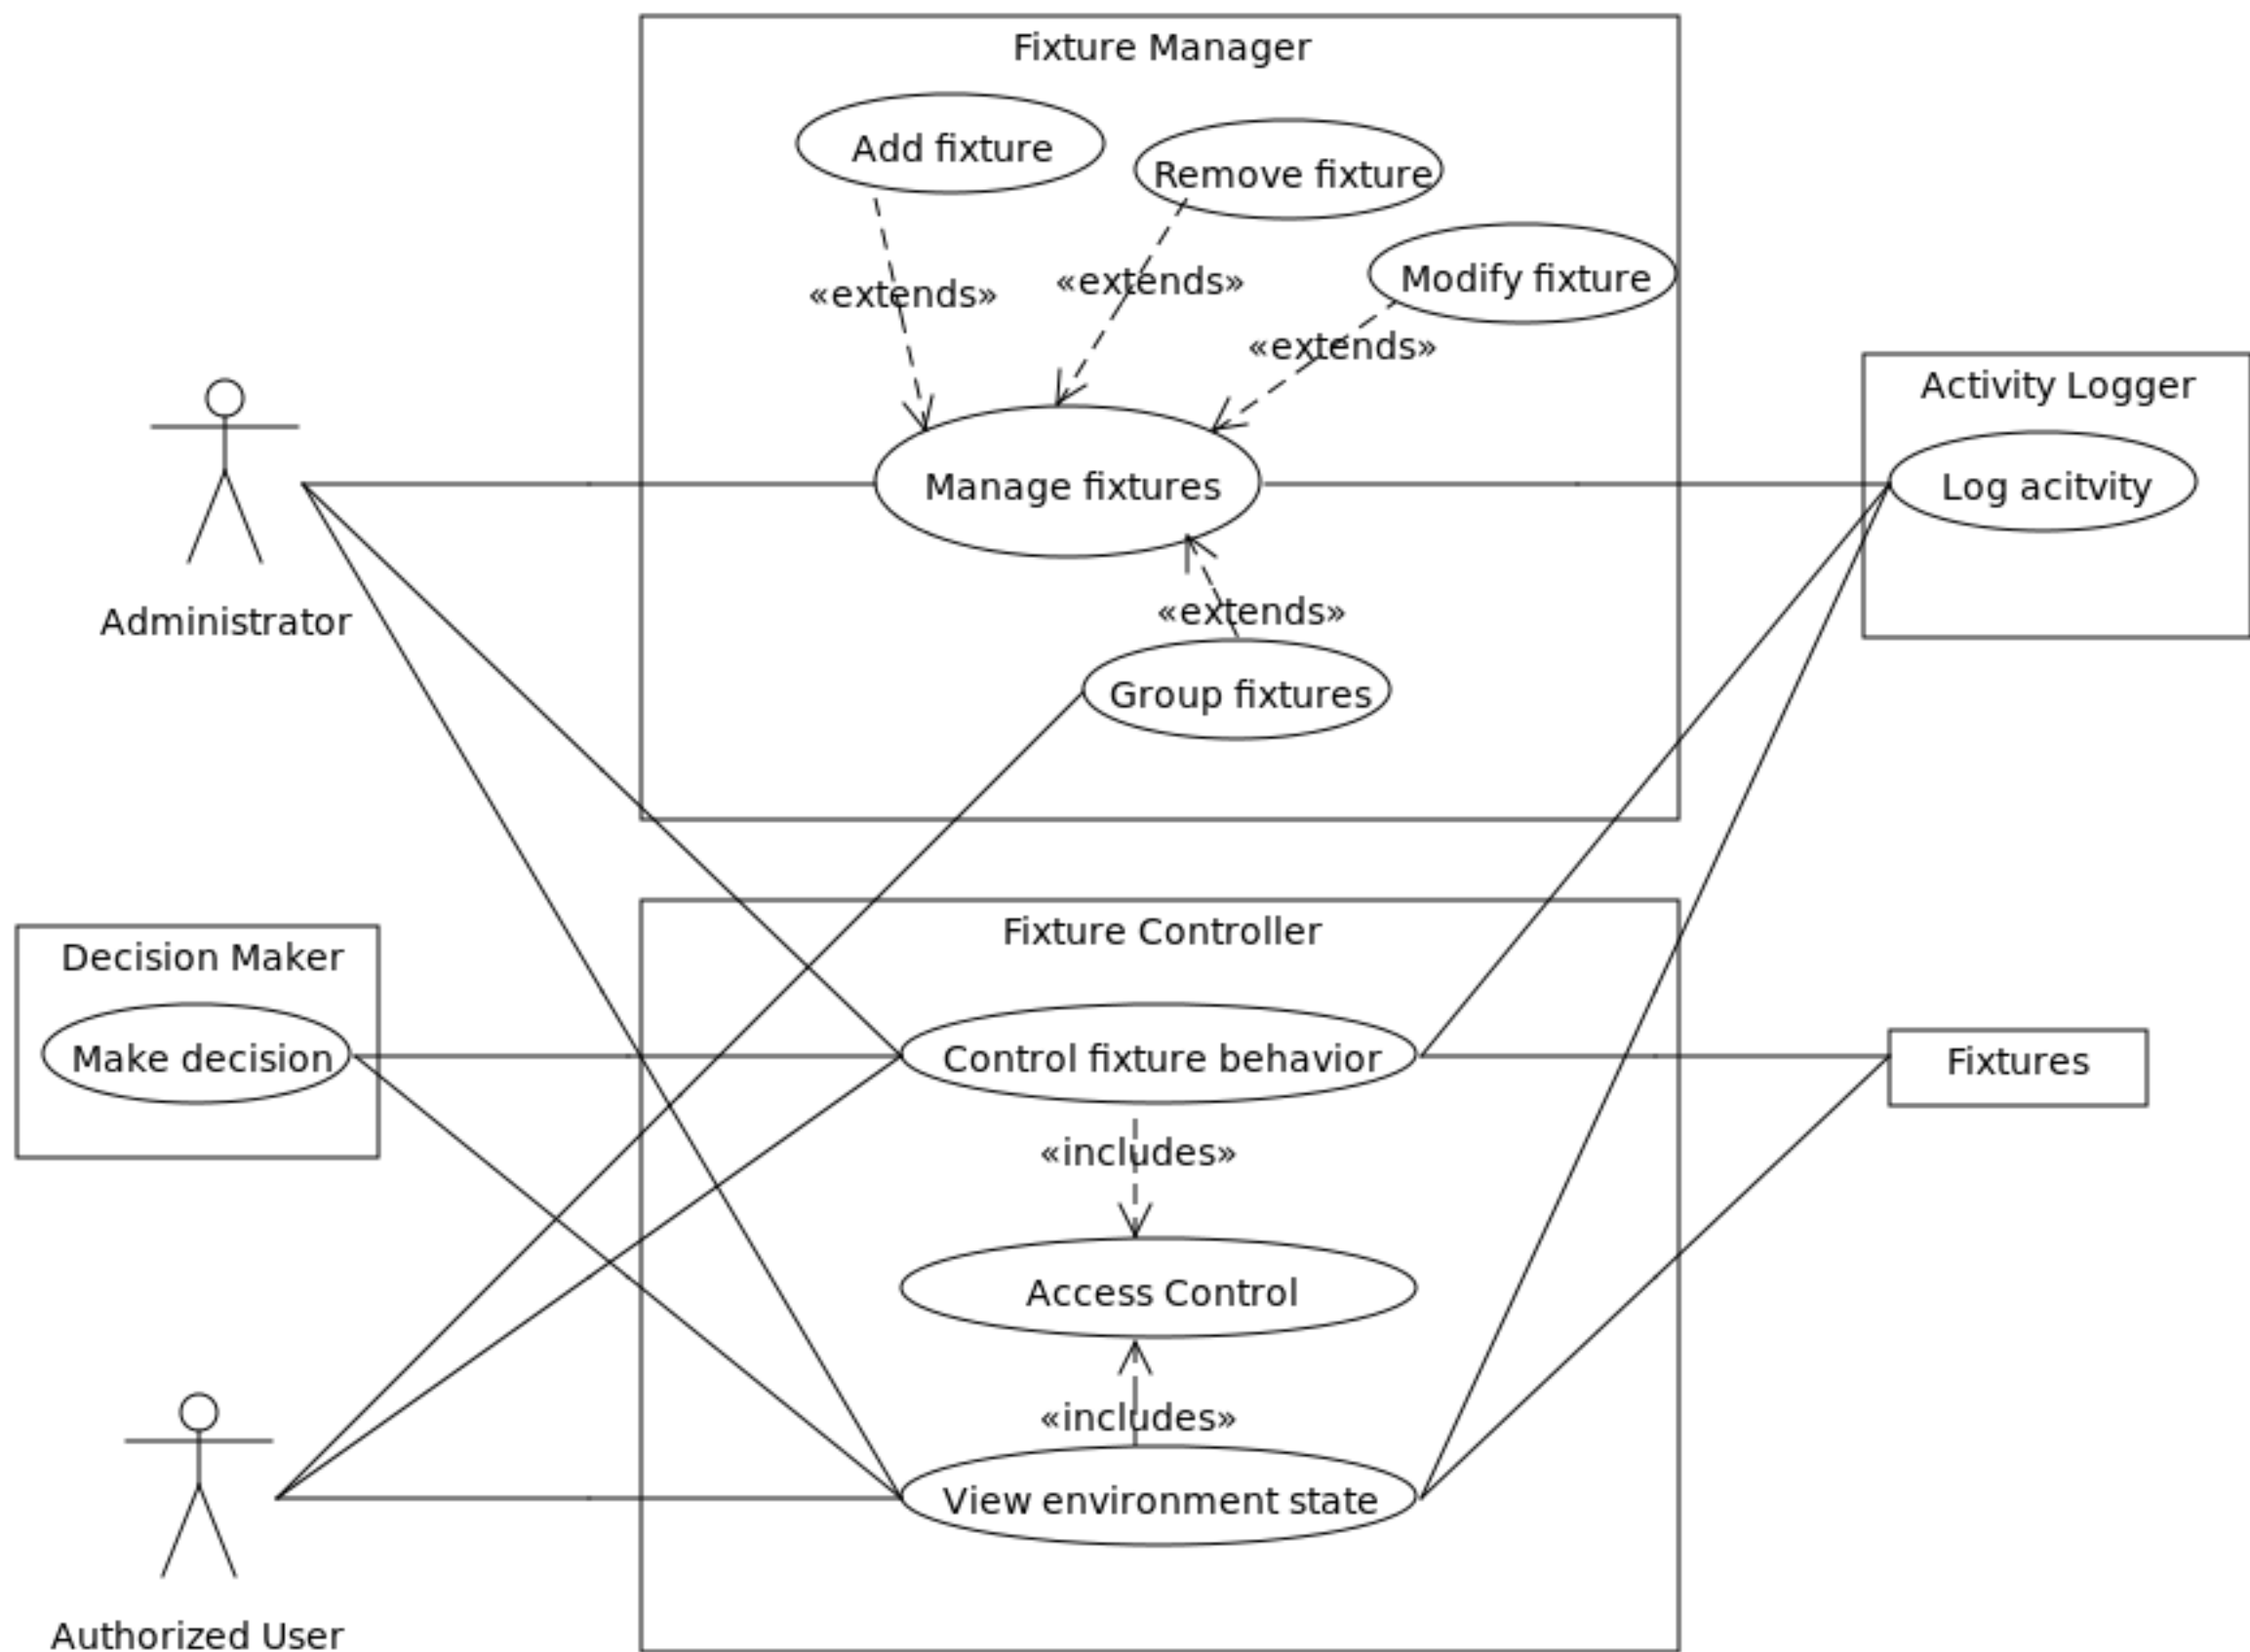 Fixture Manager
Add fixture
Remove fixture
Modify fixture
«extends»
«extends»
«extends»
Activity Logger
Manage fixtures
Log acitvity
Administrator
«extends»
Group fixtures
Decision Maker
Fixture Controller
Make decision
Control fixture behavior
Fixtures
«includes»
Access Control
«includes»
View environment state
Authorized User